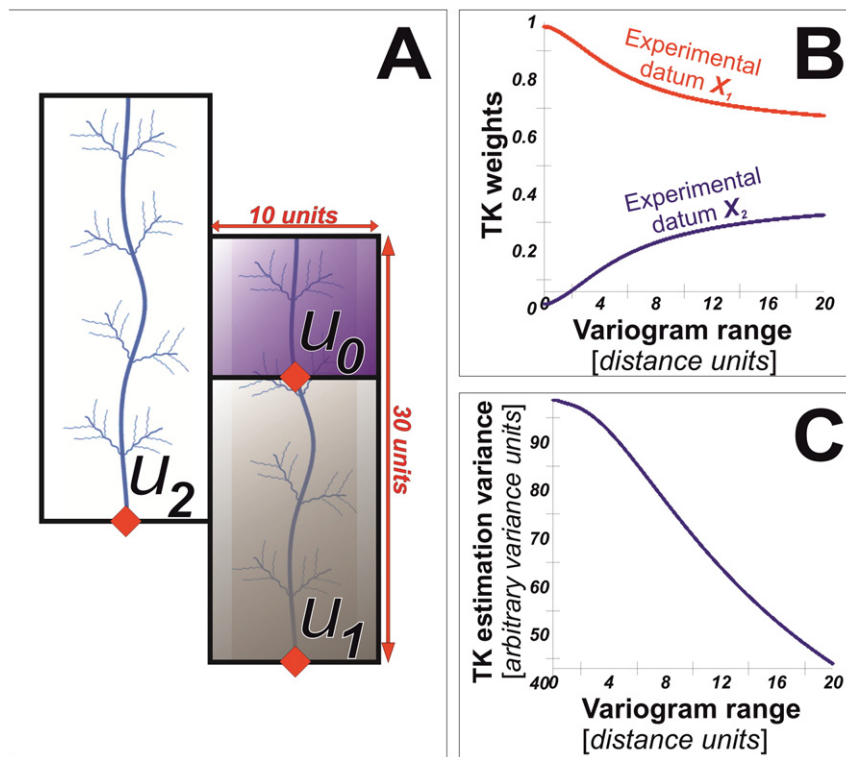 A
10 units
30 units
u0
u1
u2
B
TK weights
1
0.8
0.6
0.4
0.2
0
Experimental
datum X1
Experimental
datum X2
0 4 8 12 16 20
Variogram range
[distance units]
C
TK estimation variance
[arbitrary variance units]
90
80
70
60
50
40
0 4 8 12 16 20
Variogram range
[distance units]